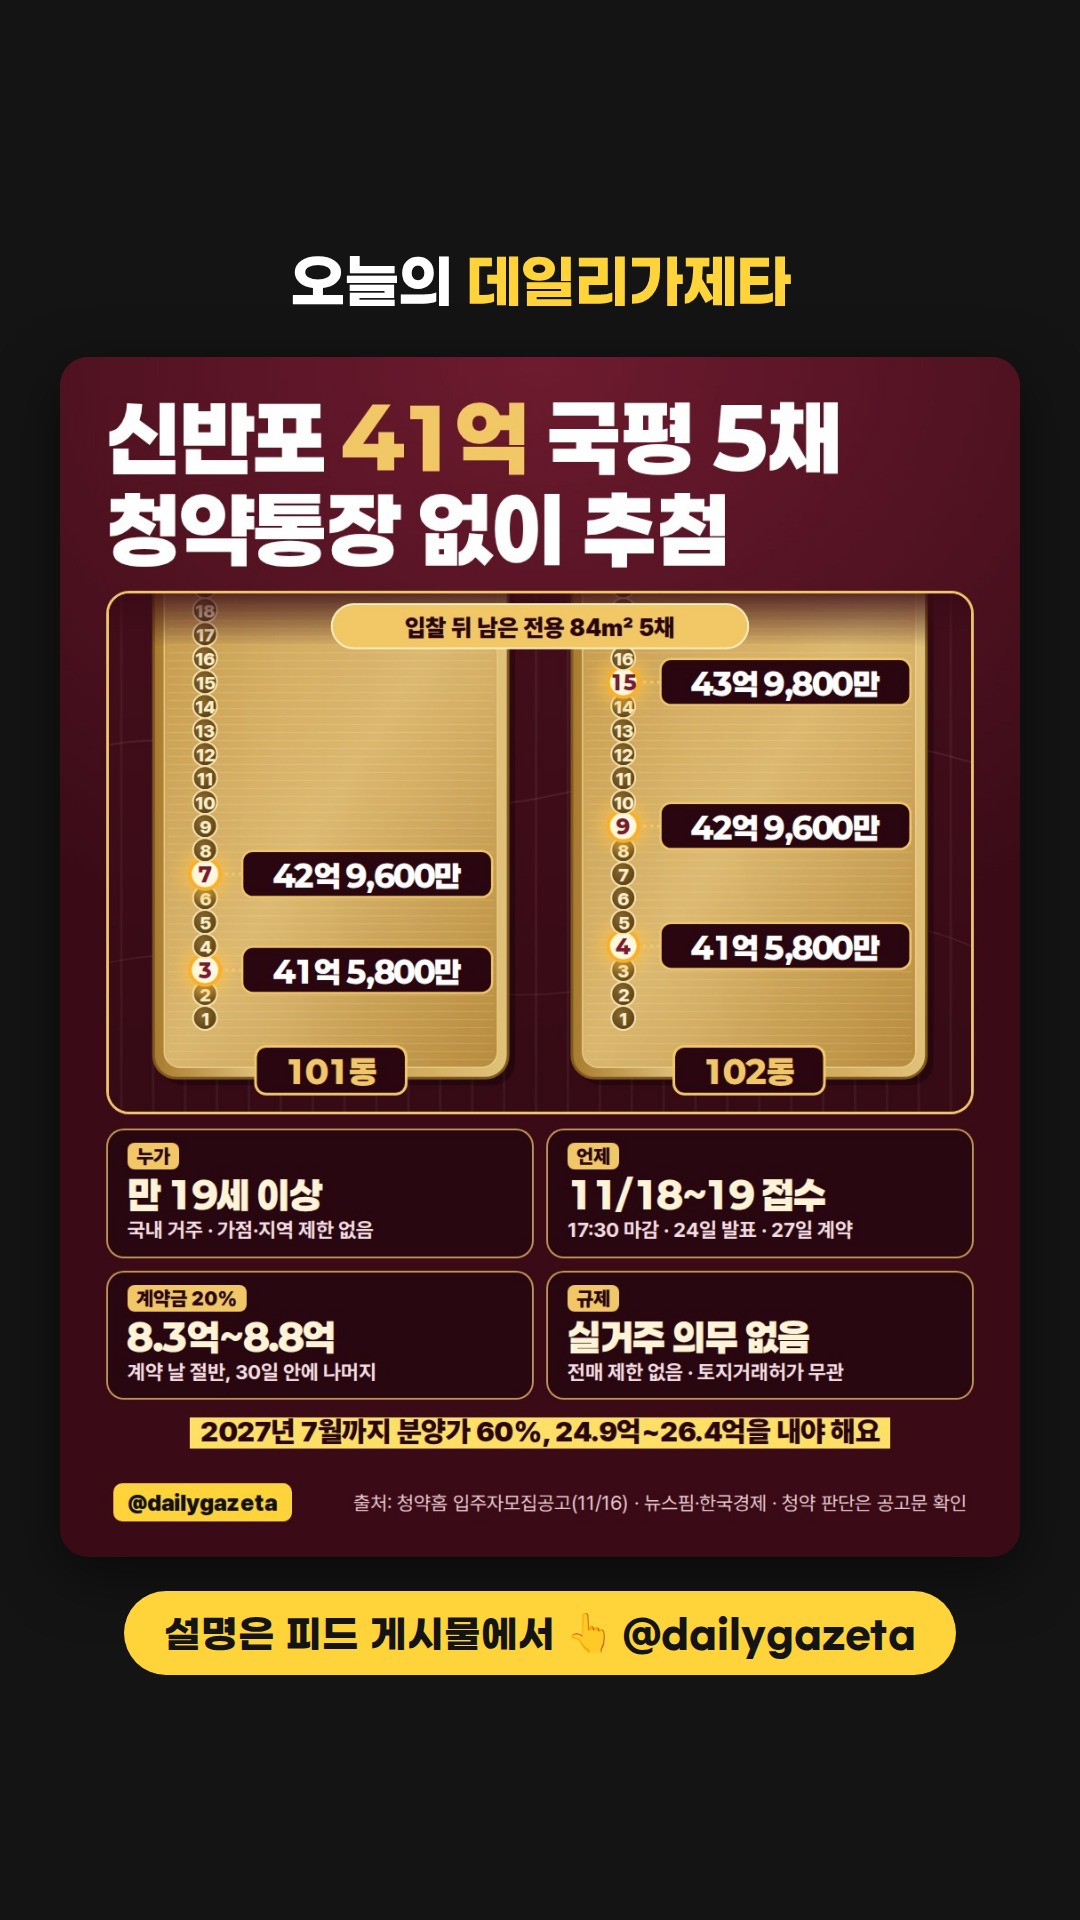 오늘의 데일리가제타
신반포 41억 국평 5채
청약통장 없이 추첨
입찰 뒤 남은 전용 84m² 5채
18
17
16
15
14
13
12
11
10
9
8
7 42억 9,600만
6
5
4
3 41억 5,800만
2
1
101동
16
15 43억 9,800만
14
13
12
11
10
9 42억 9,600만
8
7
6
5
4 41억 5,800만
3
2
1
102동
누가
만 19세 이상
국내 거주 · 가점·지역 제한 없음
언제
11/18~19 접수
17:30 마감 · 24일 발표 · 27일 계약
계약금 20%
8.3억~8.8억
계약 날 절반, 30일 안에 나머지
규제
실거주 의무 없음
전매 제한 없음 · 토지거래허가 무관
2027년 7월까지 분양가 60%, 24.9억~26.4억을 내야 해요
@dailygazeta
출처: 청약홈 입주자모집공고(11/16) · 뉴스핌·한국경제 · 청약 판단은 공고문 확인
설명은 피드 게시물에서 👆 @dailygazeta